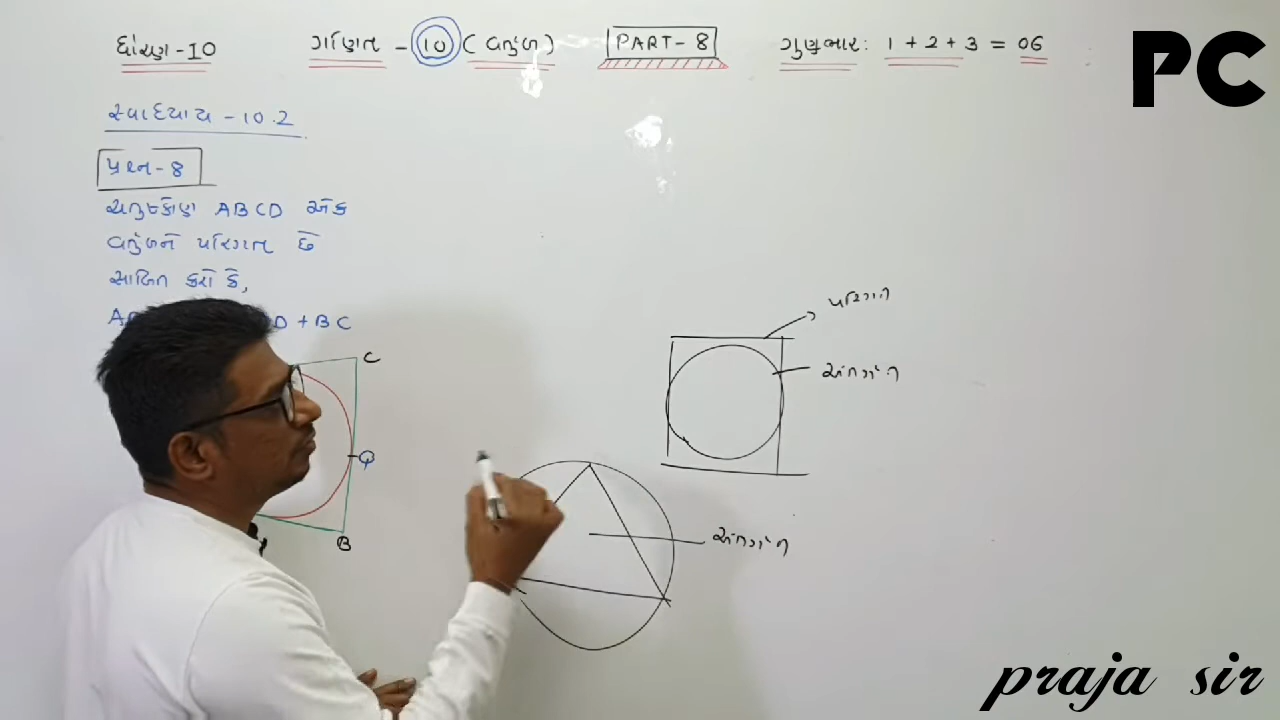 ધોરણ-10 ગણિત - 10 (વર્તુળ) PART-8 ગુણભાર: 1+2+3 = 06
PC
સ્વાધ્યાય - 10.2
પ્રશ્ન-8
ચતુષ્કોણ ABCD એક
વર્તુળને પરિગત છે
સાબિત કરો કે,
+ BC
પરિગત
અંતર્ગત
C
Q
B
અંતર્ગત
praja sir